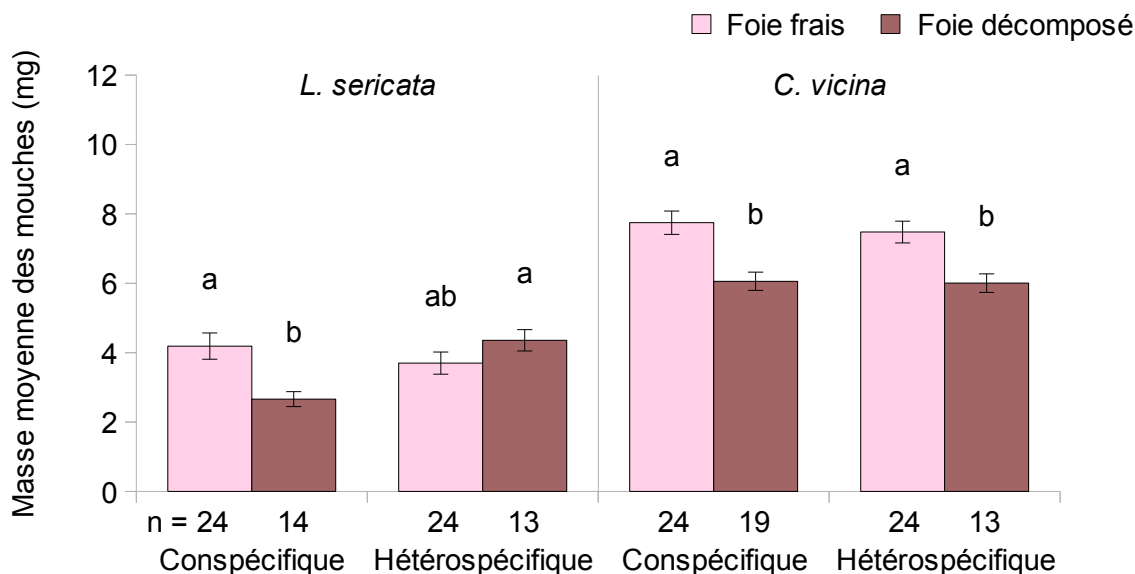 Foie frais Foie décomposé
Masse moyenne des mouches (mg)
12
10
8
6
4
2
0
L. sericata C. vicina
a b ab a a b a b
n = 24 14 24 13 24 19 24 13
Conspécifique Hétérospécifique Conspécifique Hétérospécifique